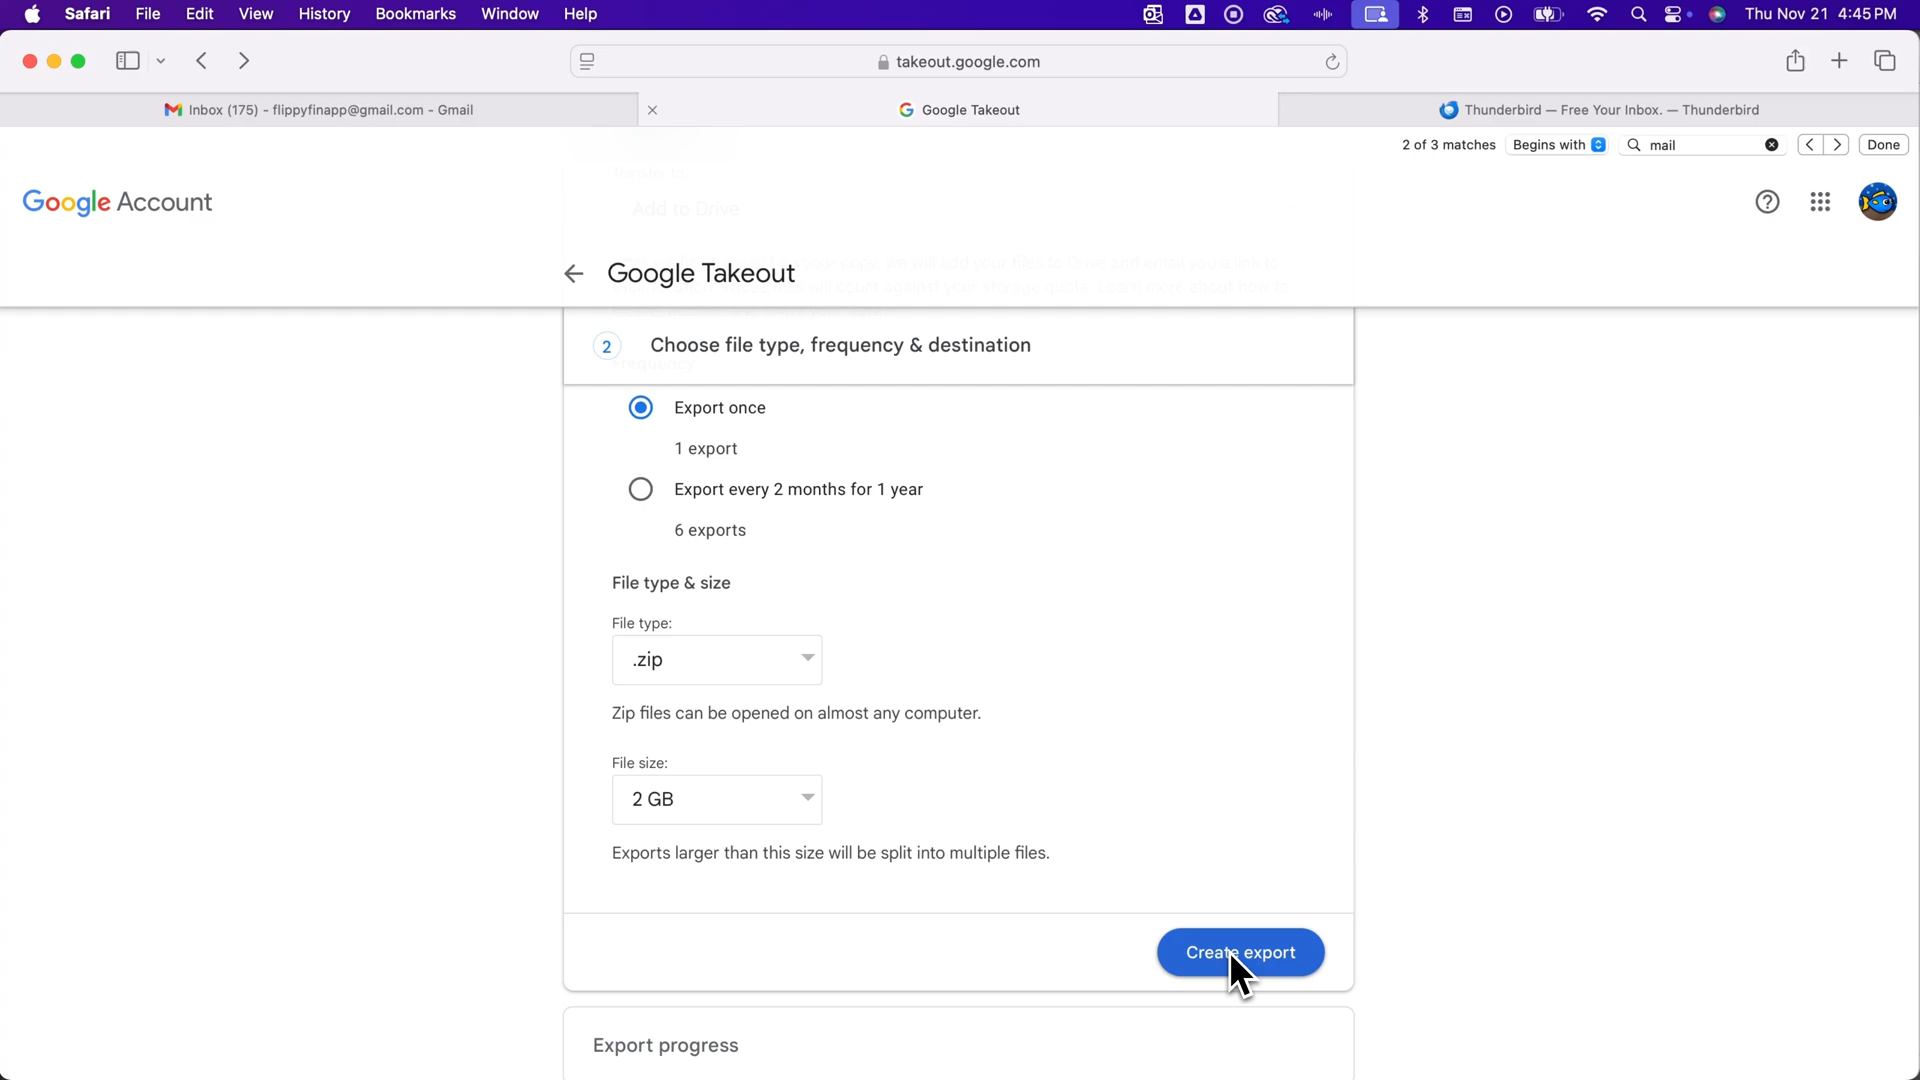 Safari File Edit View History Bookmarks Window Help Thu Nov 21 4:45 PM
takeout.google.com
Inbox (175) - flippyfinapp@gmail.com - Gmail
Google Takeout
Thunderbird — Free Your Inbox. — Thunderbird
2 of 3 matches Begins with mail Done
Google Account
Add to Drive
Google Takeout
2 Choose file type, frequency & destination
Frequency
Export once
1 export
Export every 2 months for 1 year
6 exports
File type & size
File type:
.zip
Zip files can be opened on almost any computer.
File size:
2 GB
Exports larger than this size will be split into multiple files.
Create export
Export progress